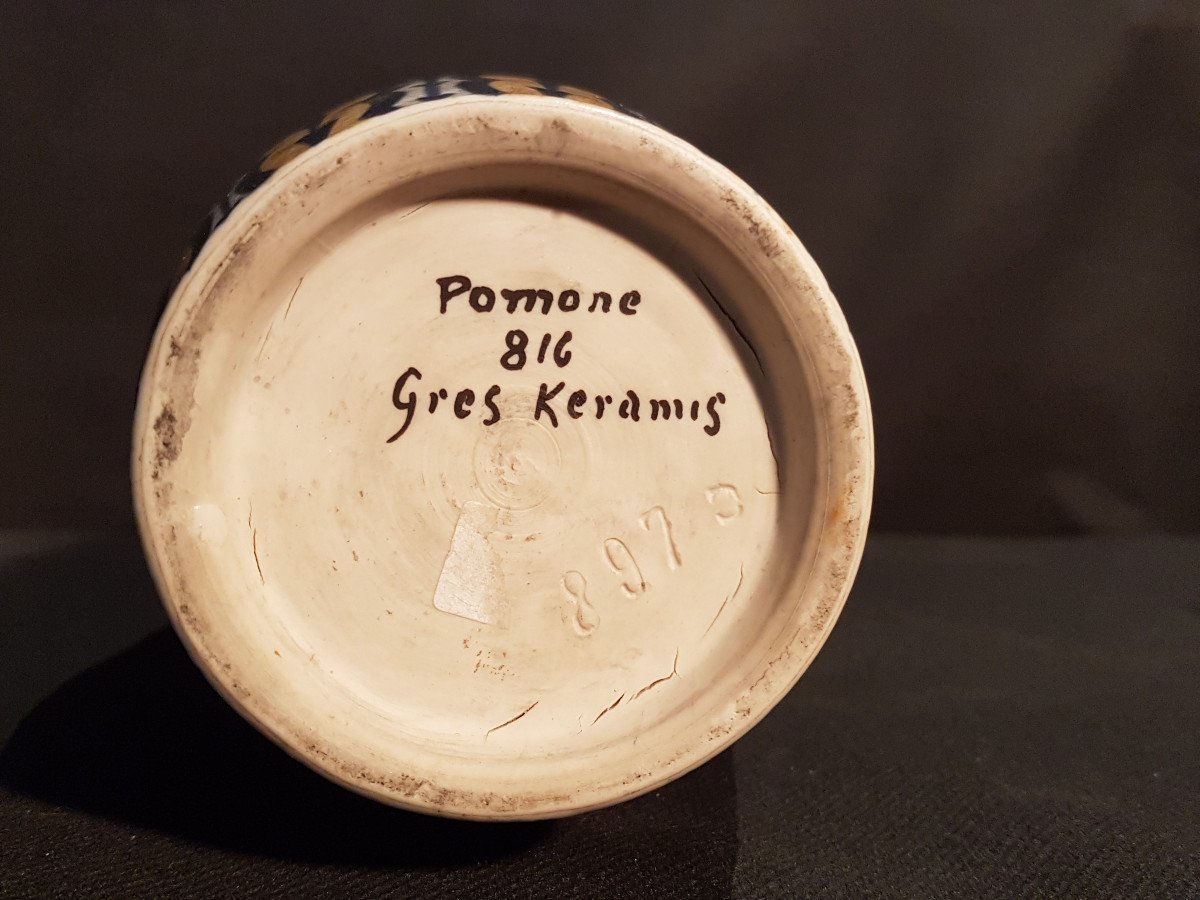 Pomone
816
Gres Keramis
897 D